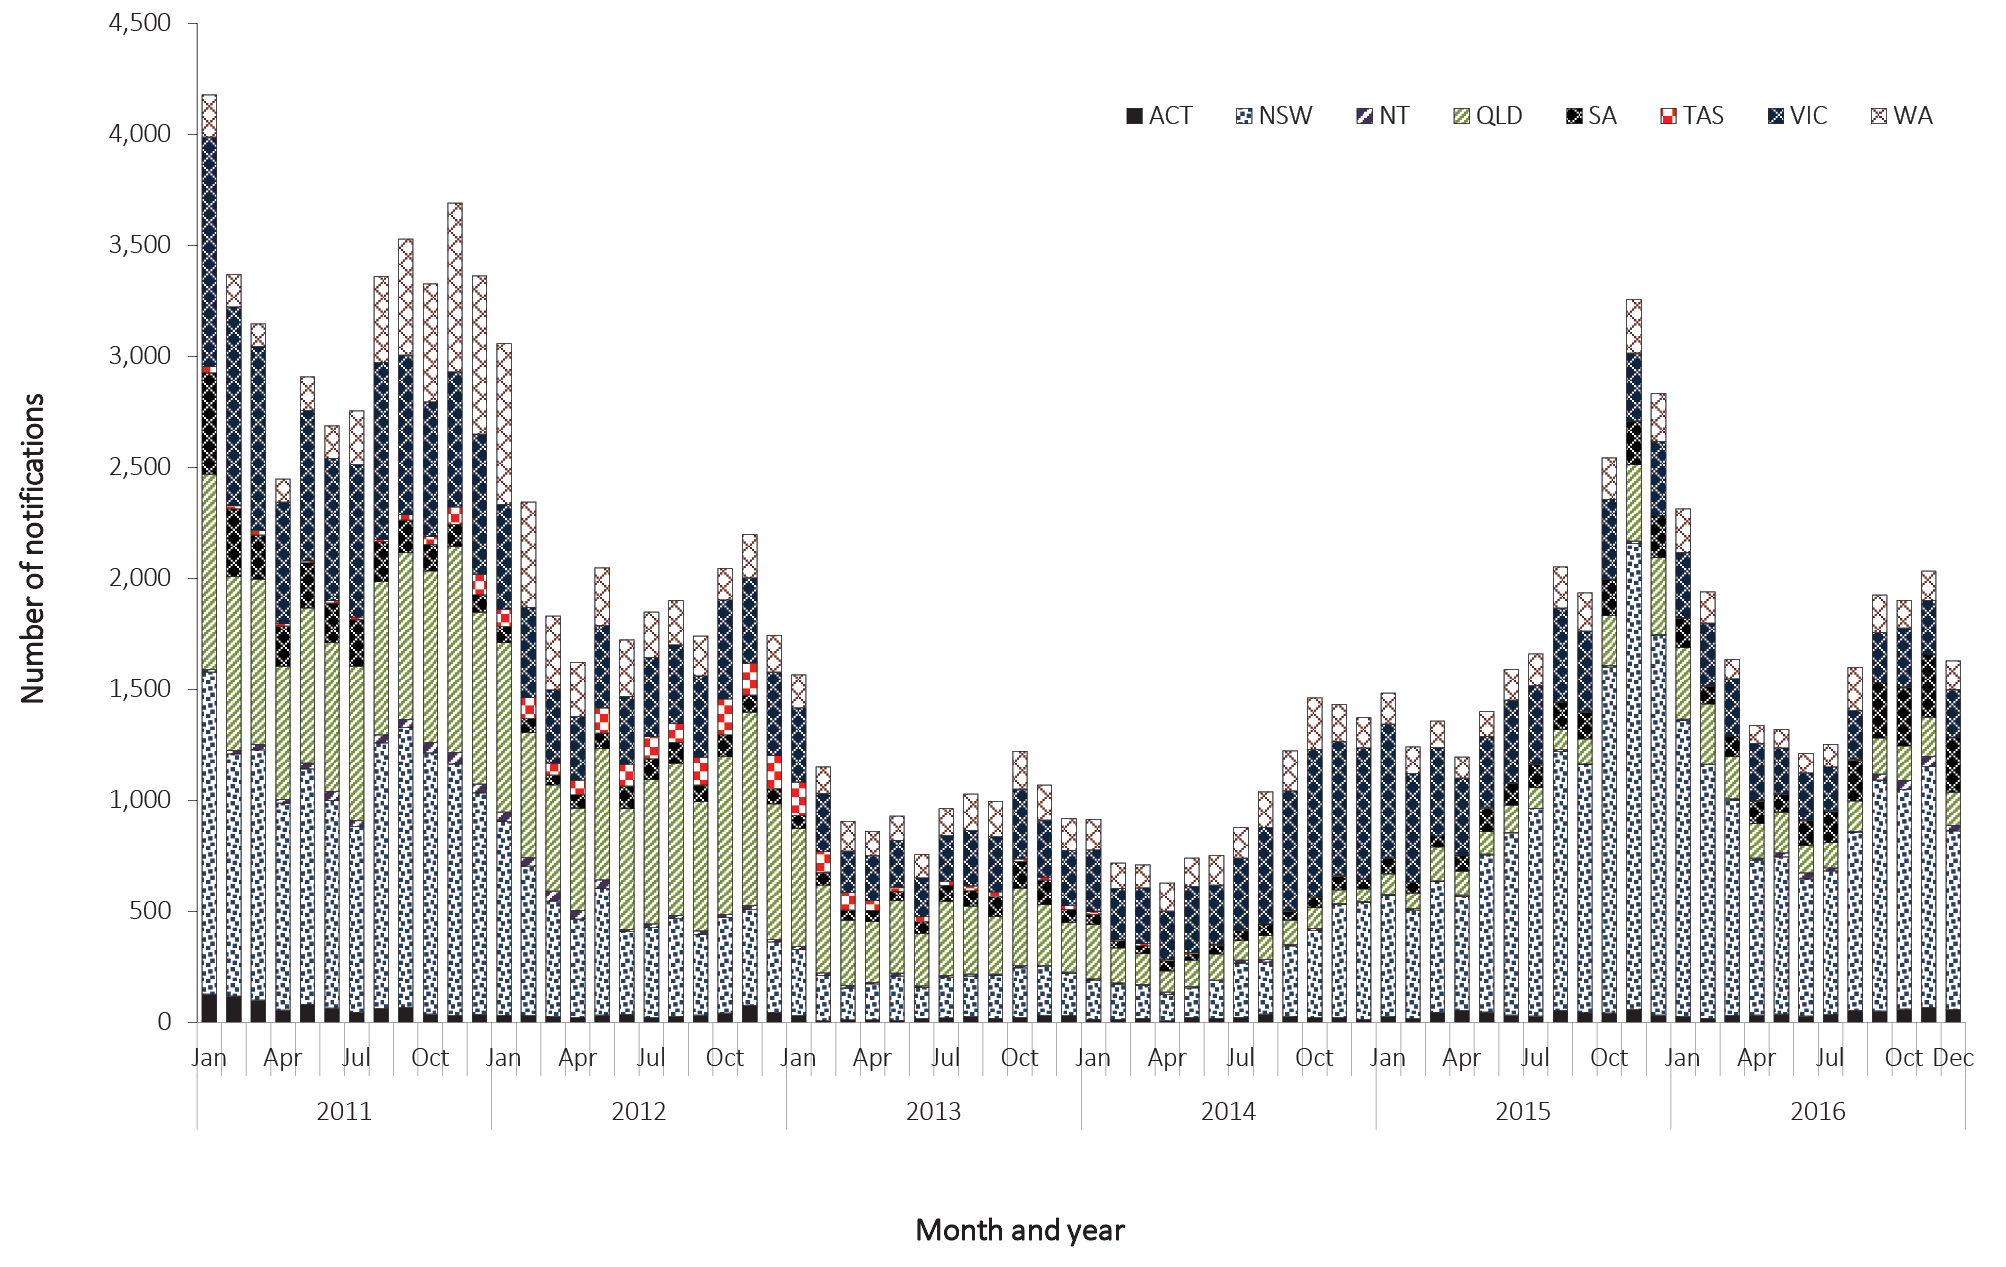 4,500
4,000
3,500
3,000
2,500
2,000
1,500
1,000
500
0
Number of notifications
ACT NSW NT QLD SA TAS VIC WA
Jan Apr Jul Oct Jan Apr Jul Oct Jan Apr Jul Oct Jan Apr Jul Oct Jan Apr Jul Oct Jan Apr Jul Oct Dec
2011 2012 2013 2014 2015 2016
Month and year